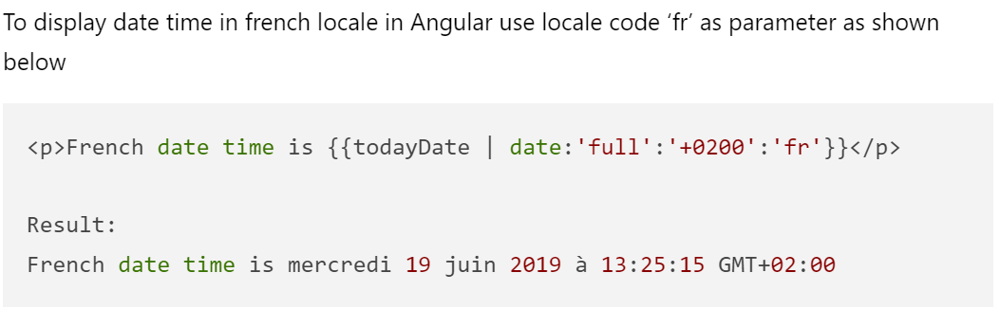 To display date time in french locale in Angular use locale code ‘fr’ as parameter as shown
below
<p>French date time is {{todayDate | date:'full':'+0200':'fr'}}</p>
Result:
French date time is mercredi 19 juin 2019 à 13:25:15 GMT+02:00